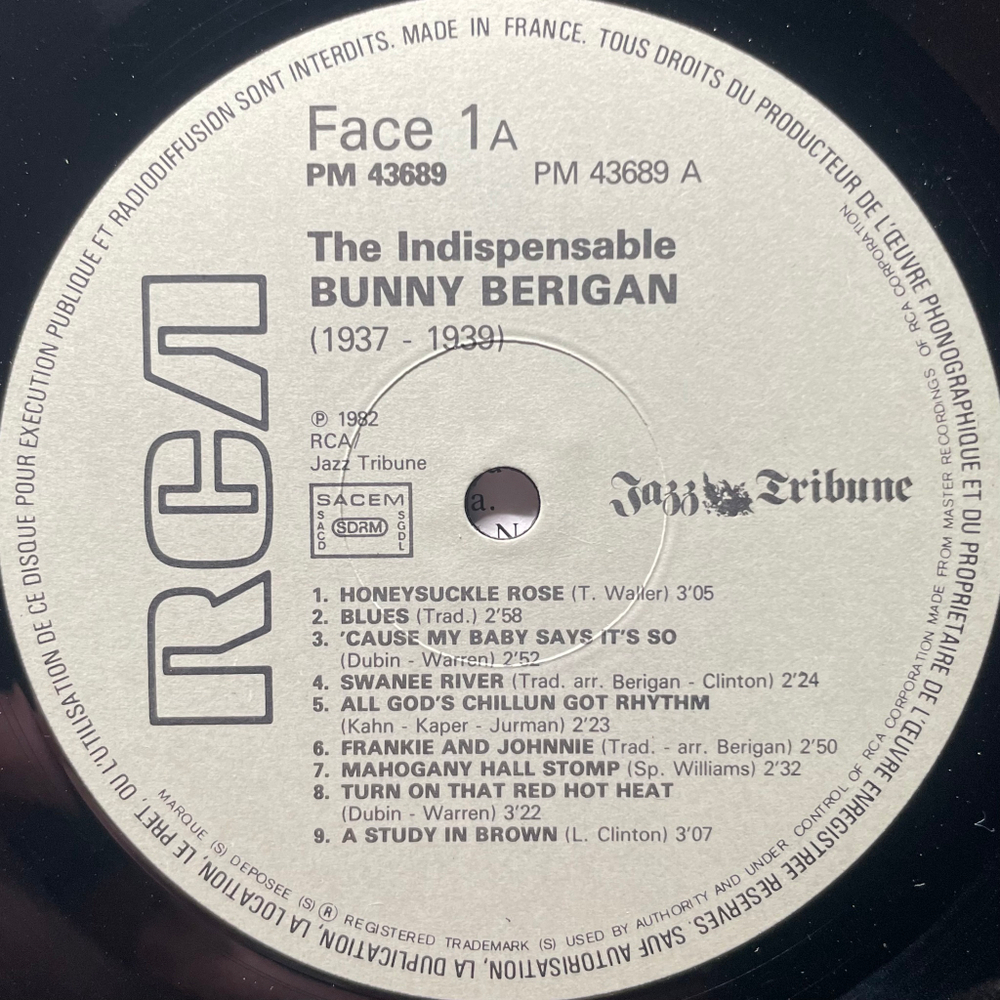 MADE IN FRANCE. TOUS DROITS DU PRODUCTEUR DE L'ŒUVRE PHONOGRAPHIQUE ET DU PROPRIETAIRE DE L'ŒUVRE ENREGISTREE RESERVES. SAUF AUTORISATION, LA DUPLICATION, LA LOCATION, LE PRET, OU L'UTILISATION DE CE DISQUE POUR EXECUTION PUBLIQUE ET RADIODIFFUSION SONT INTERDITS.
Face 1A
PM 43689 PM 43689 A
The Indispensable
BUNNY BERIGAN
(1937 - 1939)
RCA
℗ 1982
RCA/
Jazz Tribune
SACEM
SACD
SDRM
SGDL
a.
N
Jazz Tribune
1. HONEYSUCKLE ROSE (T. Waller) 3'05
2. BLUES (Trad.) 2'58
3. 'CAUSE MY BABY SAYS IT'S SO
(Dubin - Warren) 2'52
4. SWANEE RIVER (Trad. arr. Berigan - Clinton) 2'24
5. ALL GOD'S CHILLUN GOT RHYTHM
(Kahn - Kaper - Jurman) 2'23
6. FRANKIE AND JOHNNIE (Trad. - arr. Berigan) 2'50
7. MAHOGANY HALL STOMP (Sp. Williams) 2'32
8. TURN ON THAT RED HOT HEAT
(Dubin - Warren) 3'22
9. A STUDY IN BROWN (L. Clinton) 3'07
MARQUE (S) DEPOSEE (S) ® REGISTERED TRADEMARK (S) USED BY AUTHORITY AND UNDER CONTROL OF RCA CORPORATION MADE FROM MASTER RECORDINGS OF RCA CORPORATION